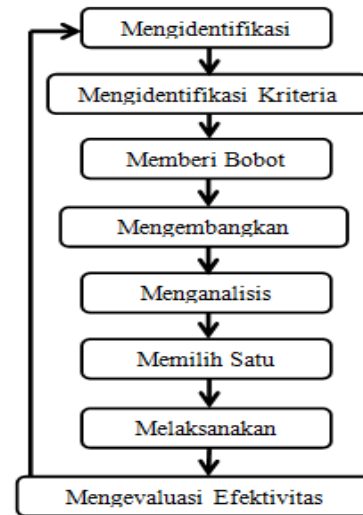 Mengidentifikasi
Mengidentifikasi Kriteria
Memberi Bobot
Mengembangkan
Menganalisis
Memilih Satu
Melaksanakan
Mengevaluasi Efektivitas